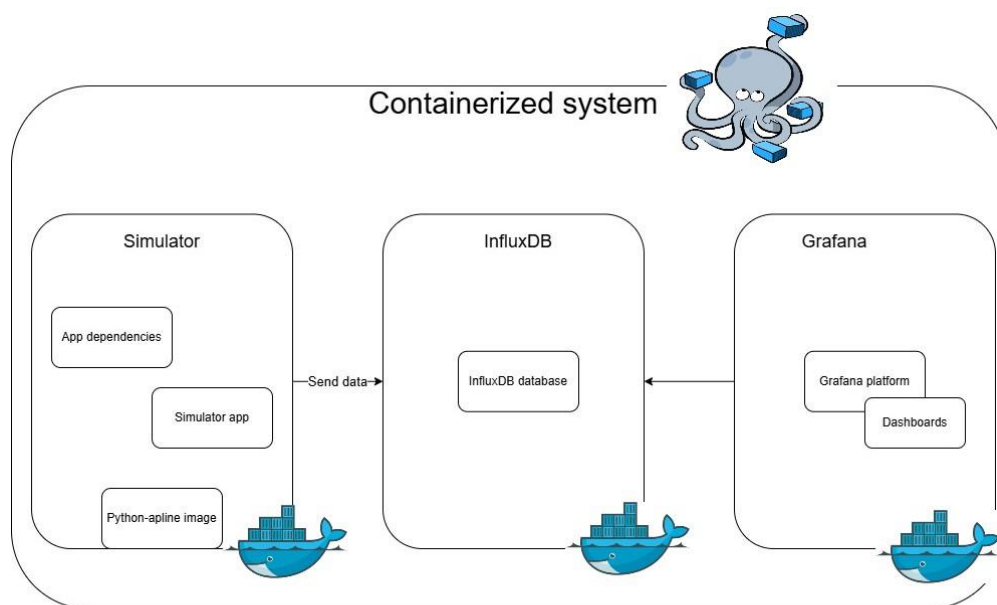 Containerized system
Simulator
InfluxDB
Grafana
App dependencies
Simulator app
Python-apline image
Send data
InfluxDB database
Grafana platform
Dashboards